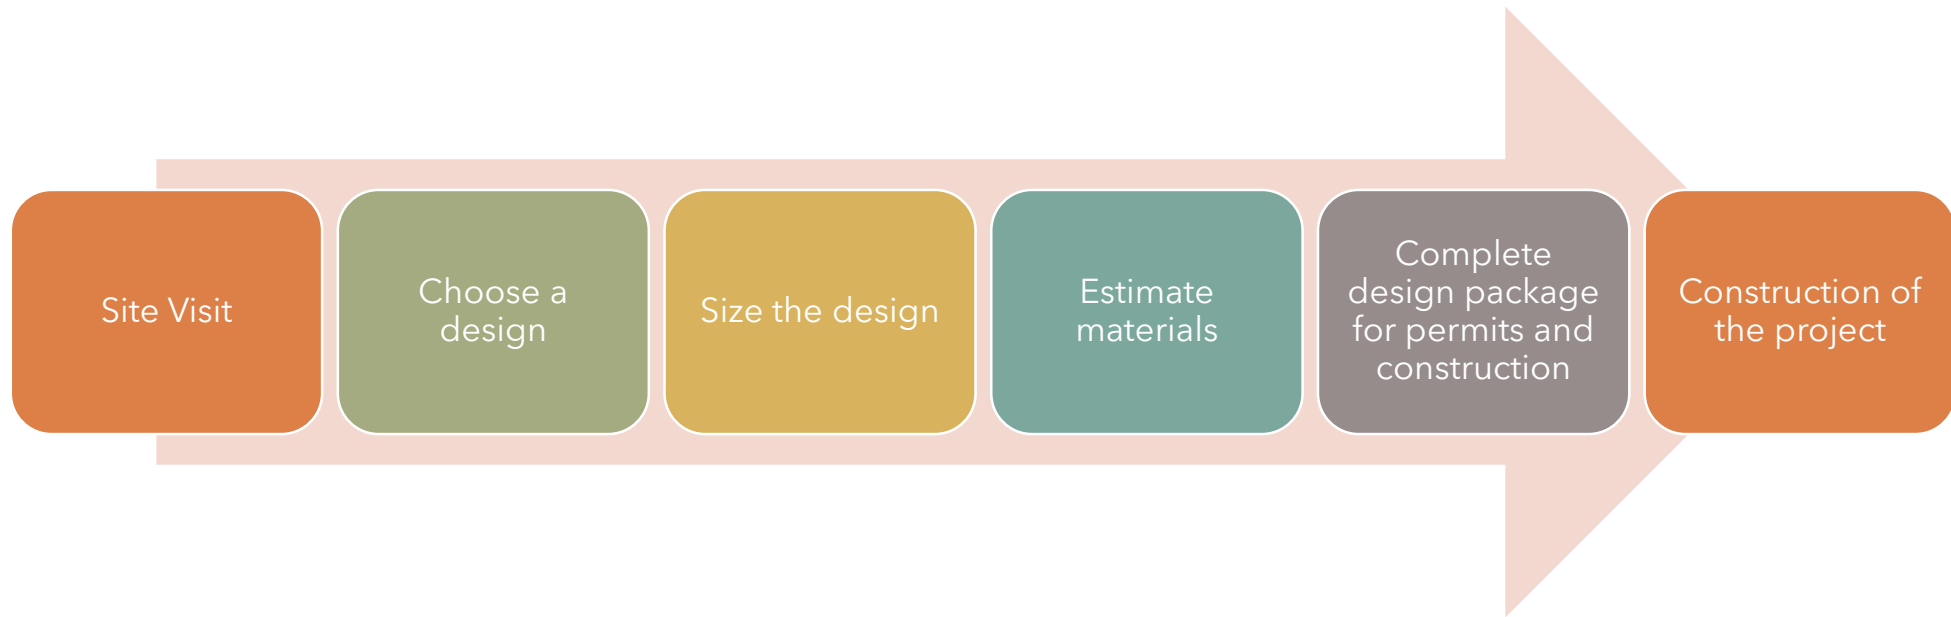 Site Visit
Choose a
design
Size the design
Estimate
materials
Complete
design package
for permits and
construction
Construction of
the project